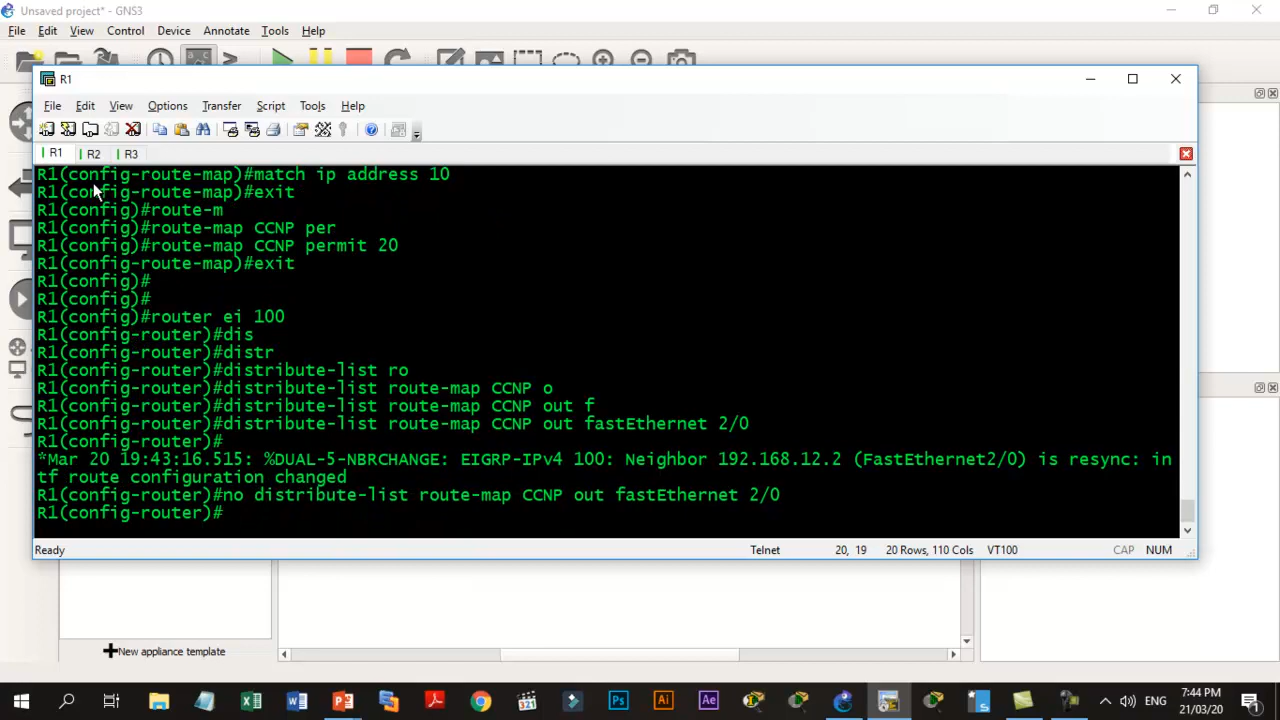 Unsaved project* - GNS3
File Edit View Control Device Annotate Tools Help
R1
File Edit View Options Transfer Script Tools Help
R1 R2 R3
R1(config-route-map)#match ip address 10
R1(config-route-map)#exit
R1(config)#route-m
R1(config)#route-map CCNP per
R1(config)#route-map CCNP permit 20
R1(config-route-map)#exit
R1(config)#
R1(config)#
R1(config)#router ei 100
R1(config-router)#dis
R1(config-router)#distr
R1(config-router)#distribute-list ro
R1(config-router)#distribute-list route-map CCNP o
R1(config-router)#distribute-list route-map CCNP out f
R1(config-router)#distribute-list route-map CCNP out fastEthernet 2/0
R1(config-router)#
*Mar 20 19:43:16.515: %DUAL-5-NBRCHANGE: EIGRP-IPv4 100: Neighbor 192.168.12.2 (FastEthernet2/0) is resync: in
tf route configuration changed
R1(config-router)#no distribute-list route-map CCNP out fastEthernet 2/0
R1(config-router)#
Ready Telnet 20, 19 20 Rows, 110 Cols VT100 CAP NUM
New appliance template
321 Ps Ai Ae ENG 7:44 PM
21/03/20